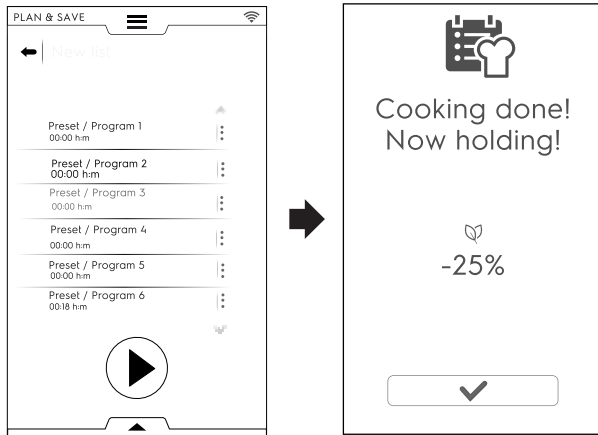 PLAN & SAVE
New list
Preset / Program 1
00:00 h:m
Preset / Program 2
00:00 h:m
Preset / Program 3
00:00 h:m
Preset / Program 4
00:00 h:m
Preset / Program 5
00:00 h:m
Preset / Program 6
00:18 h:m
Cooking done!
Now holding!
-25%